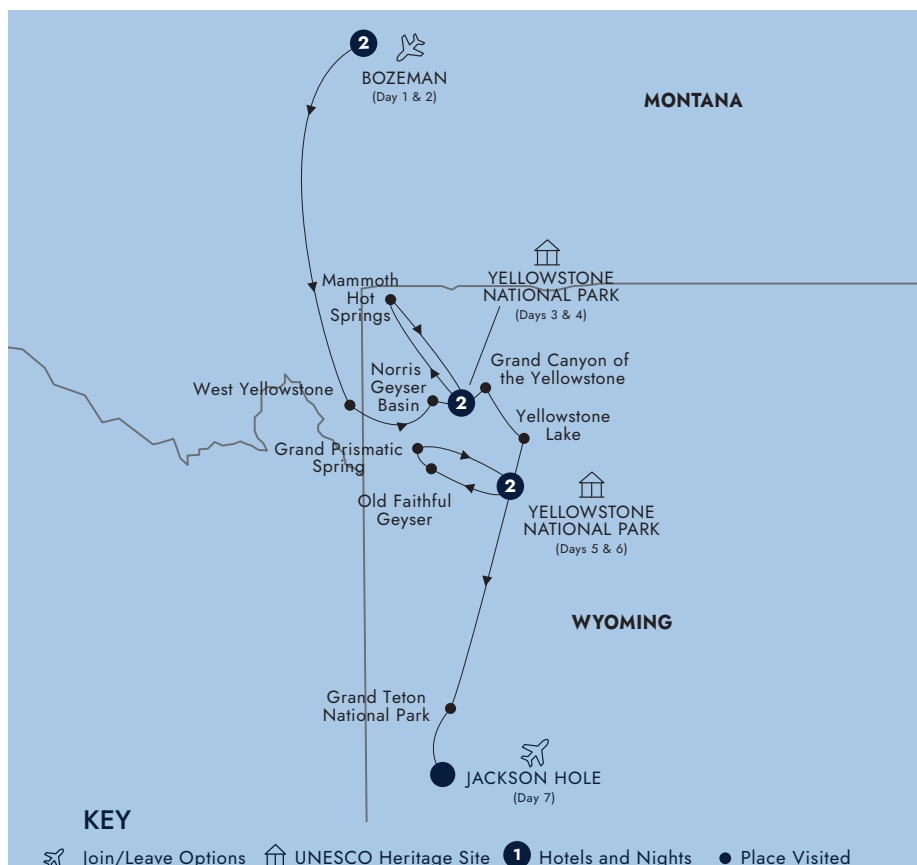 2
BOZEMAN
(Day 1 & 2)
MONTANA
YELLOWSTONE
NATIONAL PARK
(Days 3 & 4)
Mammoth
Hot
Springs
Grand Canyon of
the Yellowstone
Norris
Geyser
Basin
West Yellowstone
2
Yellowstone
Lake
Grand Prismatic
Spring
2
Old Faithful
Geyser
YELLOWSTONE
NATIONAL PARK
(Days 5 & 6)
WYOMING
Grand Teton
National Park
JACKSON HOLE
(Day 7)
KEY
Join/Leave Options
UNESCO Heritage Site
1 Hotels and Nights
Place Visited